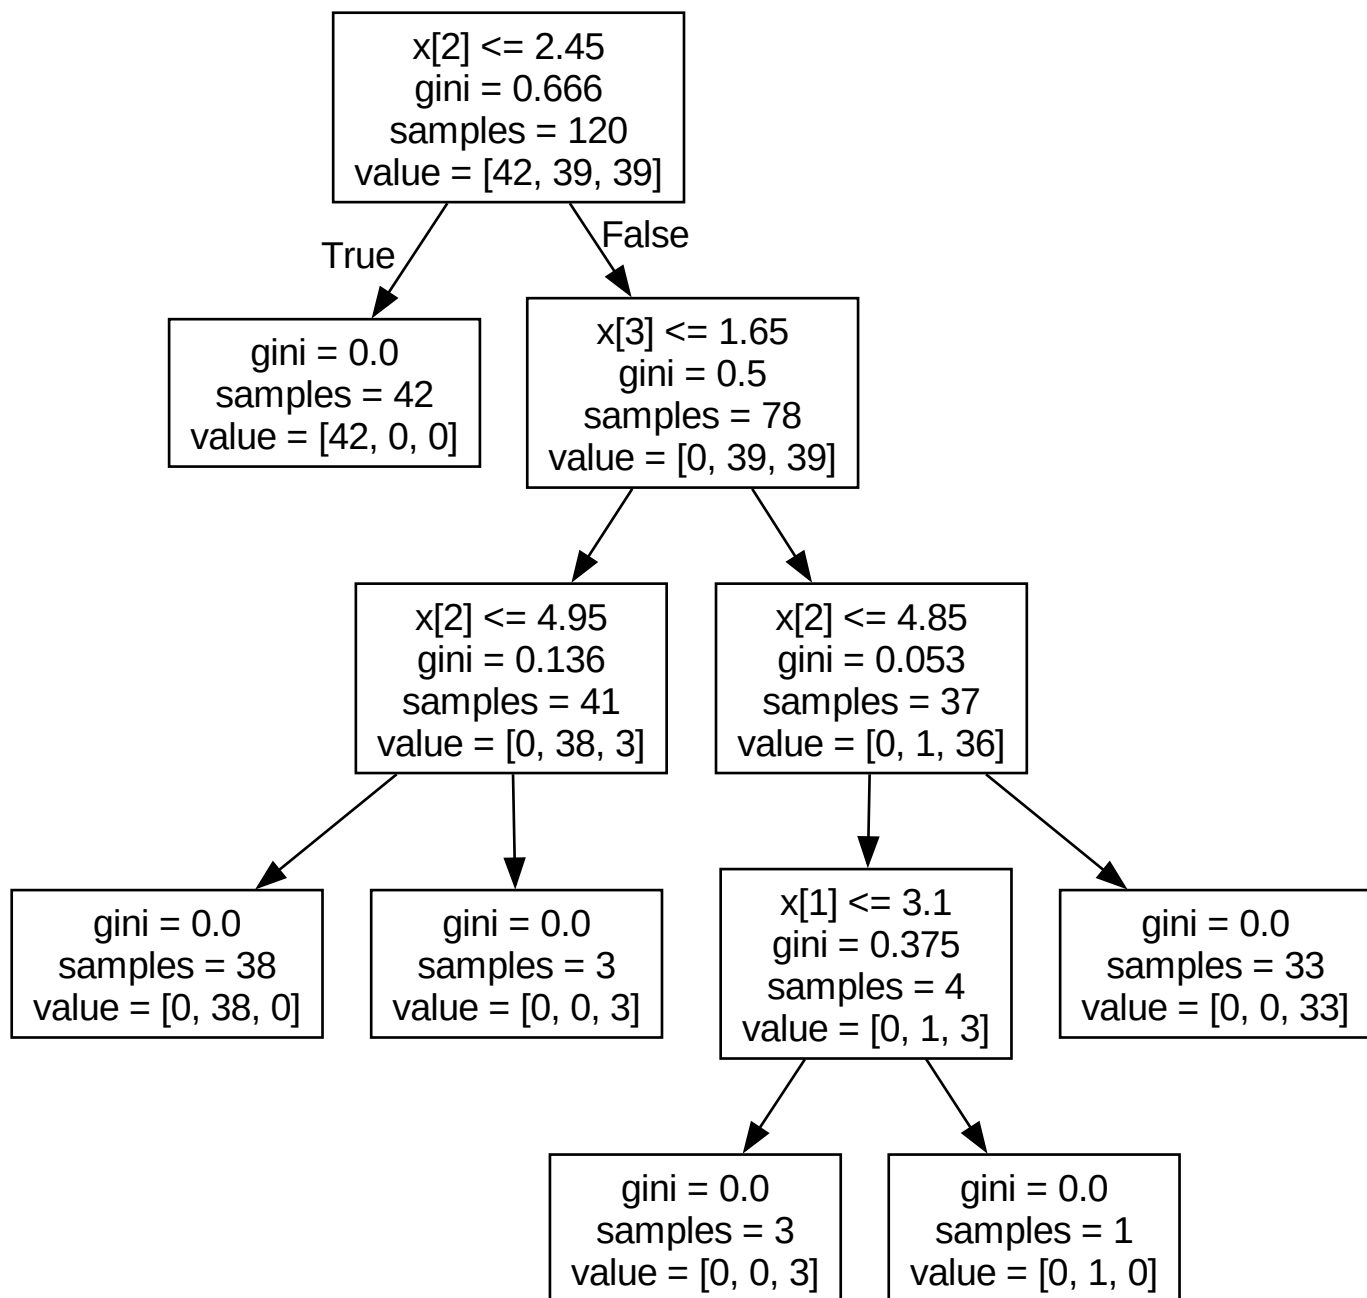 x[2] <= 2.45
gini = 0.666
samples = 120
value = [42, 39, 39]
True
False
gini = 0.0
samples = 42
value = [42, 0, 0]
x[3] <= 1.65
gini = 0.5
samples = 78
value = [0, 39, 39]
x[2] <= 4.95
gini = 0.136
samples = 41
value = [0, 38, 3]
x[2] <= 4.85
gini = 0.053
samples = 37
value = [0, 1, 36]
gini = 0.0
samples = 38
value = [0, 38, 0]
gini = 0.0
samples = 3
value = [0, 0, 3]
x[1] <= 3.1
gini = 0.375
samples = 4
value = [0, 1, 3]
gini = 0.0
samples = 33
value = [0, 0, 33]
gini = 0.0
samples = 3
value = [0, 0, 3]
gini = 0.0
samples = 1
value = [0, 1, 0]